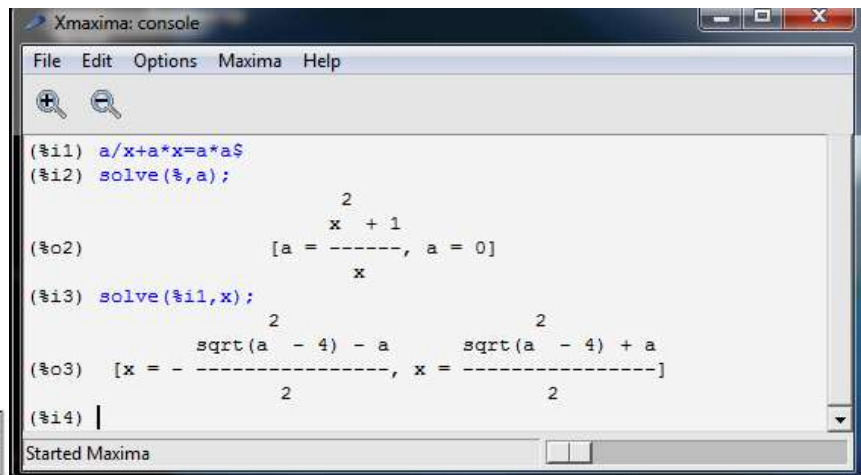 Xmaxima: console
File Edit Options Maxima Help
(%i1) a/x+a*x=a*a$
(%i2) solve(%,a);
                                 2
                                x  + 1
(%o2)                      [a = ------, a = 0]
                                  x
(%i3) solve(%i1,x);
                         2                          2
                  sqrt(a  - 4) - a        sqrt(a  - 4) + a
(%o3)   [x = - ----------------, x = ----------------]
                         2                          2
(%i4)
Started Maxima